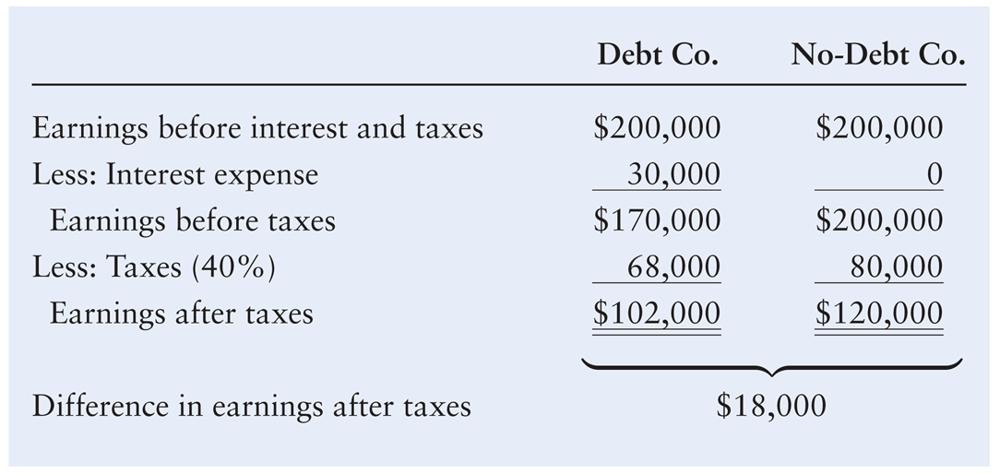 Debt Co. No-Debt Co.
Earnings before interest and taxes $200,000 $200,000
Less: Interest expense 30,000 0
Earnings before taxes $170,000 $200,000
Less: Taxes (40%) 68,000 80,000
Earnings after taxes $102,000 $120,000
Difference in earnings after taxes $18,000